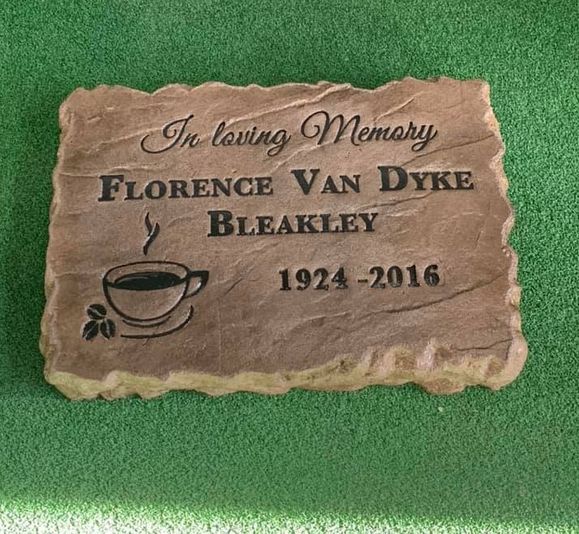 In loving Memory
FLORENCE VAN DYKE
BLEAKLEY
1924 -2016